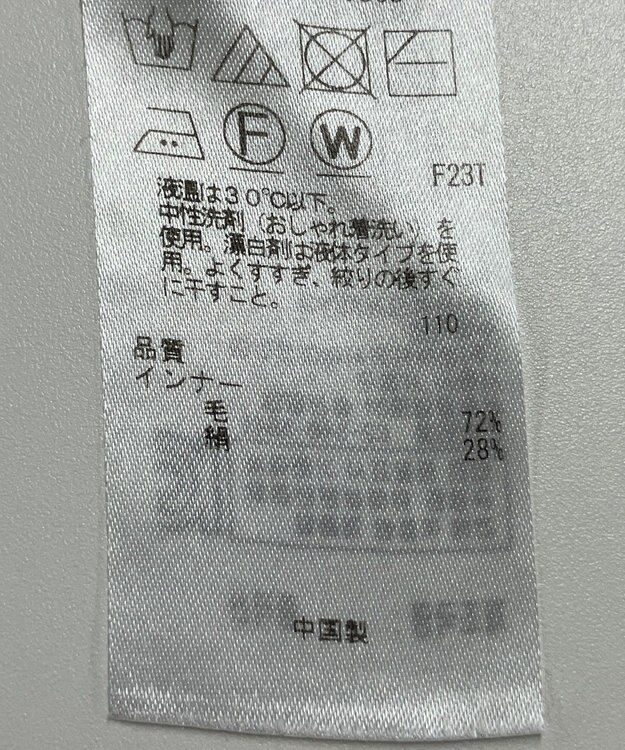 F
W
F23T
液温は30℃以下。
中性洗剤（おしゃれ着洗い）を
使用。漂白剤は液体タイプを使
用。よくすすぎ、絞りの後すぐ
に干すこと。
110
品質
インナー
毛 72%
絹 28%
中国製